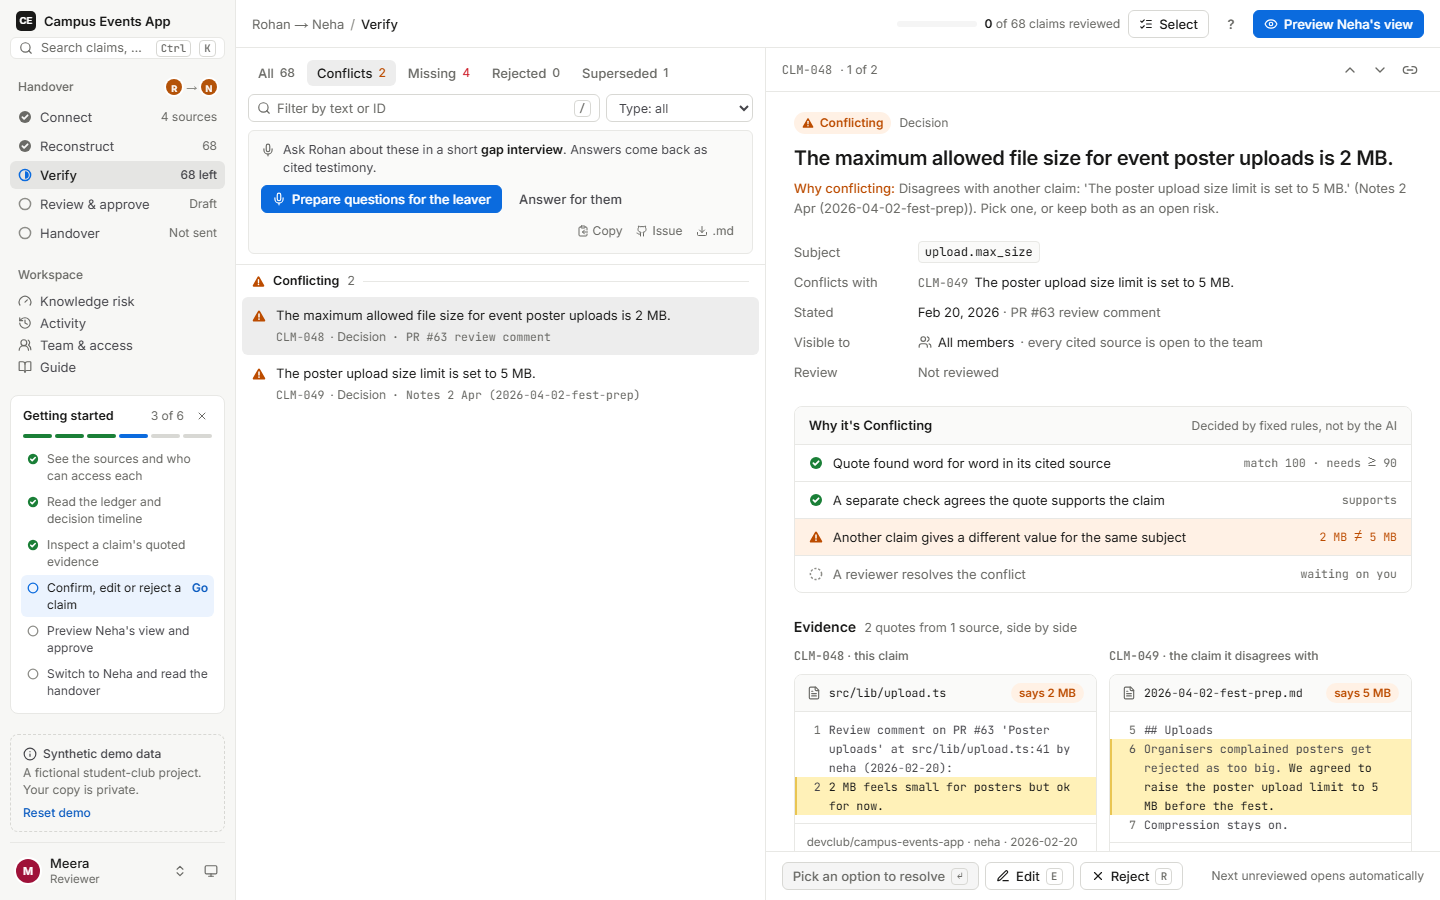 CE Campus Events App
Search claims, ... Ctrl K
Handover R → N
Connect 4 sources
Reconstruct 68
Verify 68 left
Review & approve Draft
Handover Not sent
Workspace
Knowledge risk
Activity
Team & access
Guide
Getting started 3 of 6 ×
See the sources and who
can access each
Read the ledger and
decision timeline
Inspect a claim's quoted
evidence
Confirm, edit or reject a Go
claim
Preview Neha's view and
approve
Switch to Neha and read the
handover
Synthetic demo data
A fictional student-club project.
Your copy is private.
Reset demo
M Meera
Reviewer
Rohan → Neha / Verify
0 of 68 claims reviewed
Select
?
Preview Neha's view
All 68 Conflicts 2 Missing 4 Rejected 0 Superseded 1
Filter by text or ID /
Type: all
Ask Rohan about these in a short gap interview. Answers come back as
cited testimony.
Prepare questions for the leaver
Answer for them
Copy Issue .md
Conflicting 2
The maximum allowed file size for event poster uploads is 2 MB.
CLM-048 · Decision · PR #63 review comment
The poster upload size limit is set to 5 MB.
CLM-049 · Decision · Notes 2 Apr (2026-04-02-fest-prep)
CLM-048 · 1 of 2
Conflicting Decision
The maximum allowed file size for event poster uploads is 2 MB.
Why conflicting: Disagrees with another claim: 'The poster upload size limit is set to 5 MB.' (Notes 2
Apr (2026-04-02-fest-prep)). Pick one, or keep both as an open risk.
Subject upload.max_size
Conflicts with CLM-049 The poster upload size limit is set to 5 MB.
Stated Feb 20, 2026 · PR #63 review comment
Visible to All members · every cited source is open to the team
Review Not reviewed
Why it's Conflicting Decided by fixed rules, not by the AI
Quote found word for word in its cited source match 100 · needs ≥ 90
A separate check agrees the quote supports the claim supports
Another claim gives a different value for the same subject 2 MB ≠ 5 MB
A reviewer resolves the conflict waiting on you
Evidence 2 quotes from 1 source, side by side
CLM-048 · this claim
src/lib/upload.ts says 2 MB
1 Review comment on PR #63 'Poster
uploads' at src/lib/upload.ts:41 by
neha (2026-02-20):
2 2 MB feels small for posters but ok
for now.
devclub/campus-events-app · neha · 2026-02-20
CLM-049 · the claim it disagrees with
2026-04-02-fest-prep.md says 5 MB
5 ## Uploads
6 Organisers complained posters get
rejected as too big. We agreed to
raise the poster upload limit to 5
MB before the fest.
7 Compression stays on.
Pick an option to resolve ↵
Edit E
Reject R
Next unreviewed opens automatically